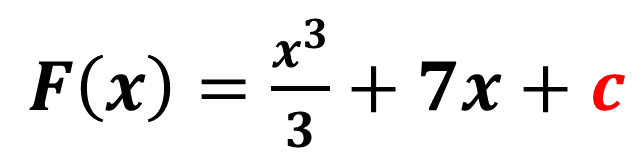 F(x) = x³/3 + 7x + c